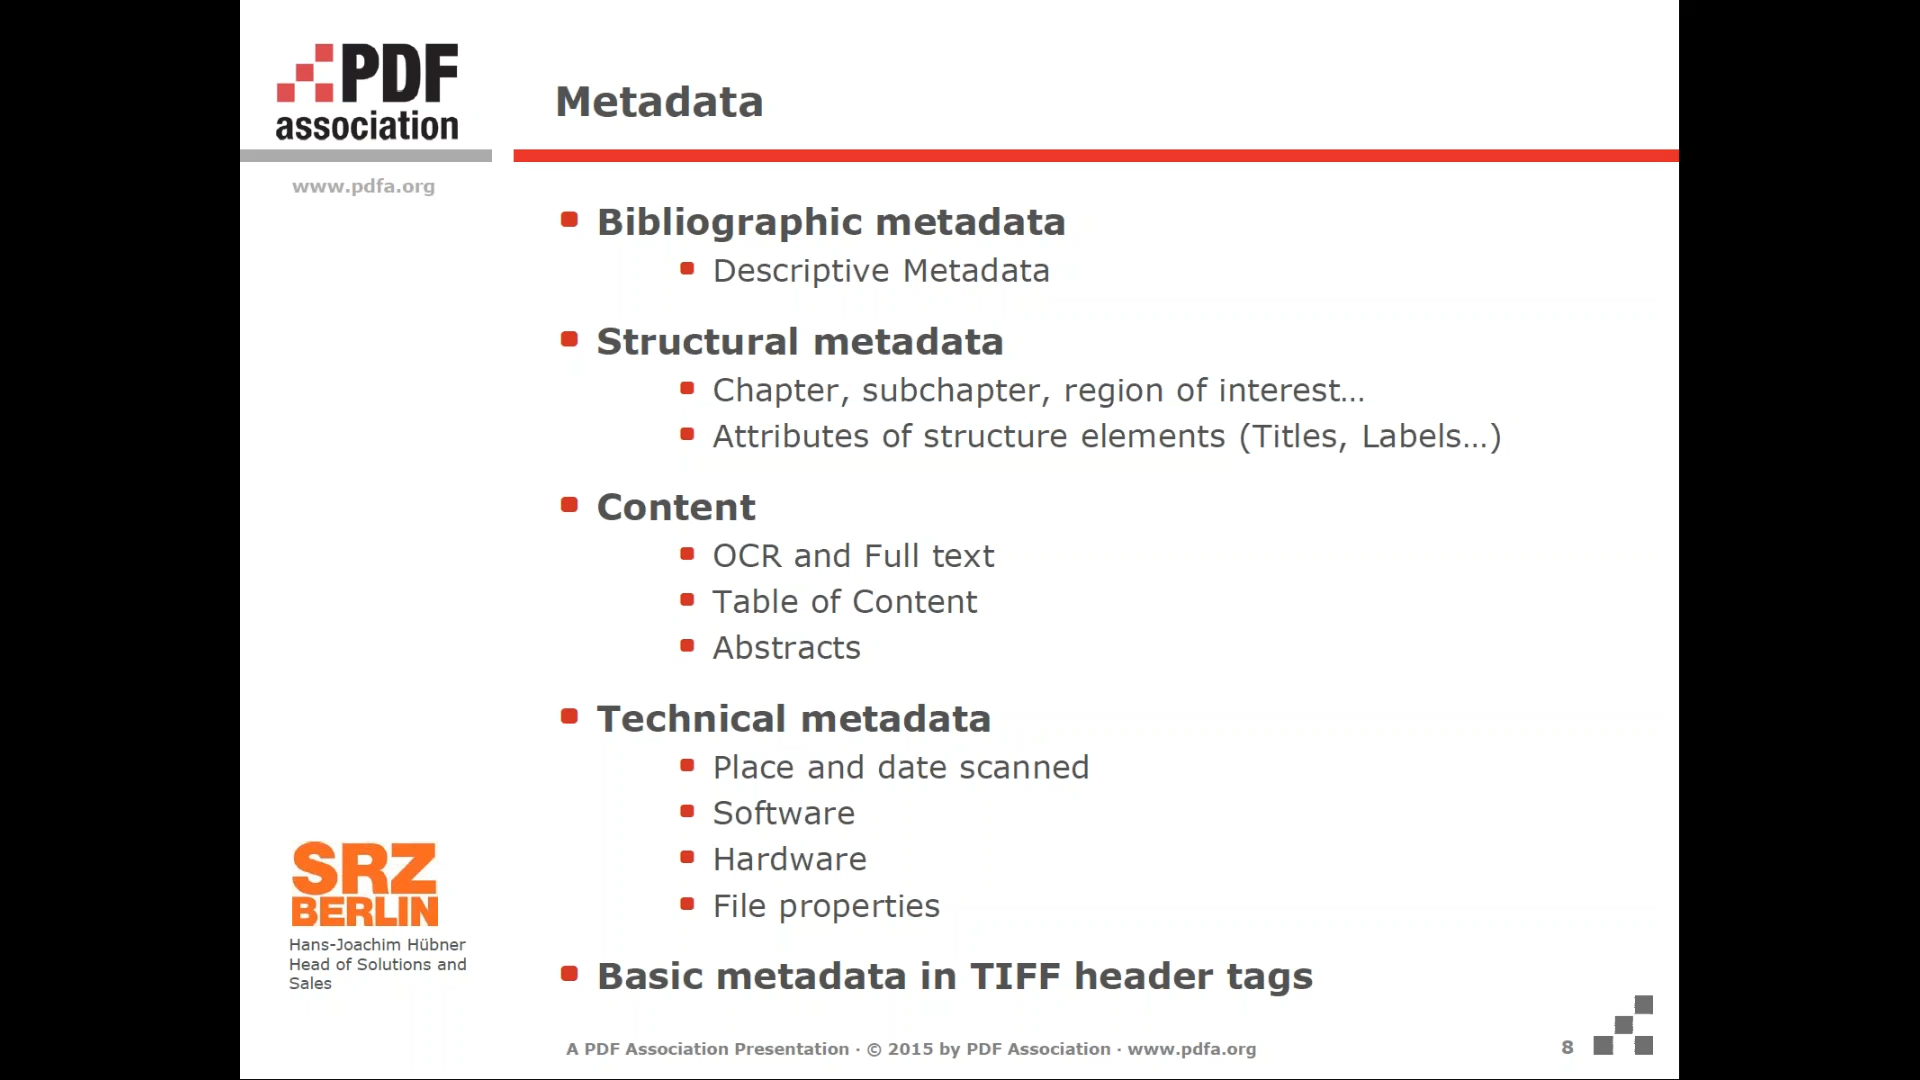 PDF
association
www.pdfa.org
Metadata
Bibliographic metadata
Descriptive Metadata
Structural metadata
Chapter, subchapter, region of interest…
Attributes of structure elements (Titles, Labels…)
Content
OCR and Full text
Table of Content
Abstracts
Technical metadata
Place and date scanned
Software
Hardware
File properties
Basic metadata in TIFF header tags
SRZ
BERLIN
Hans-Joachim Hübner
Head of Solutions and
Sales
A PDF Association Presentation · © 2015 by PDF Association · www.pdfa.org
8